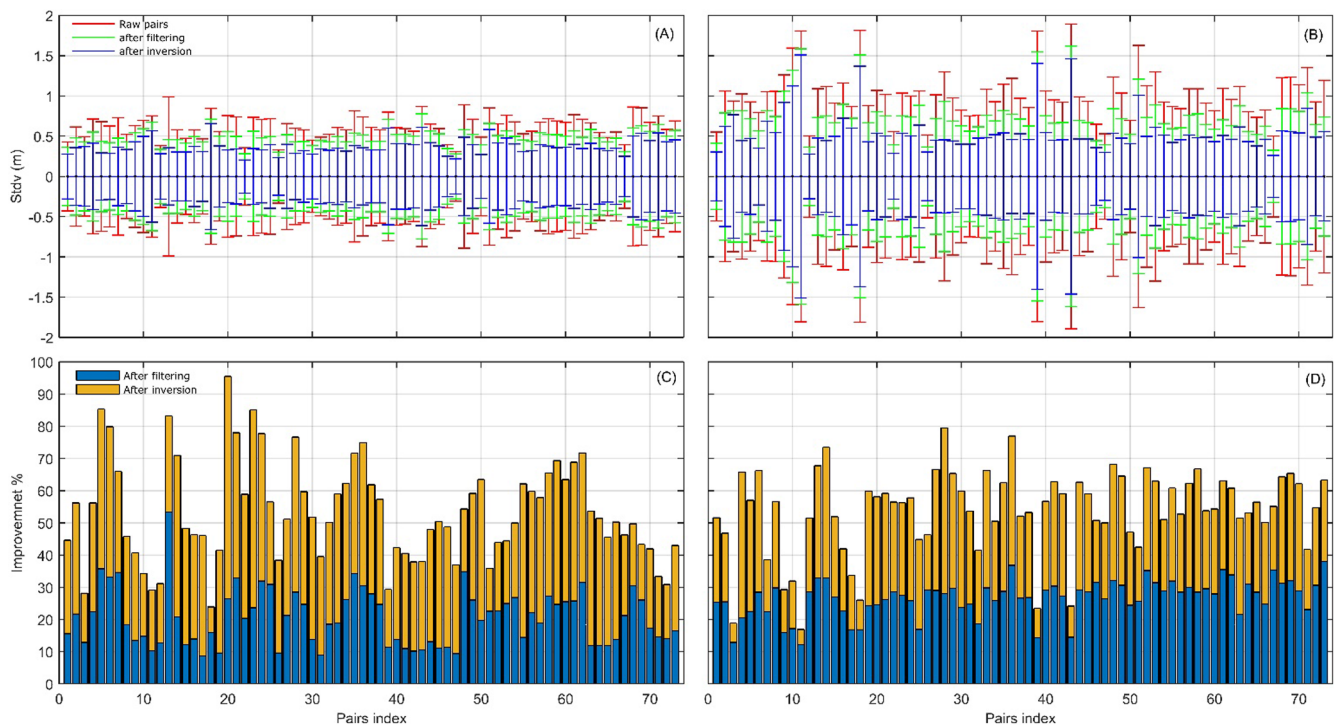 2
1.5
1
0.5
0
-0.5
-1
-1.5
-2
Stdv (m)
Raw pairs
after filtering
after inversion
(A)
(B)
100
90
80
70
60
50
40
30
20
10
0
Improvemnet %
After filtering
After inversion
(C)
(D)
0 10 20 30 40 50 60 70
0 10 20 30 40 50 60 70
Pairs index
Pairs index